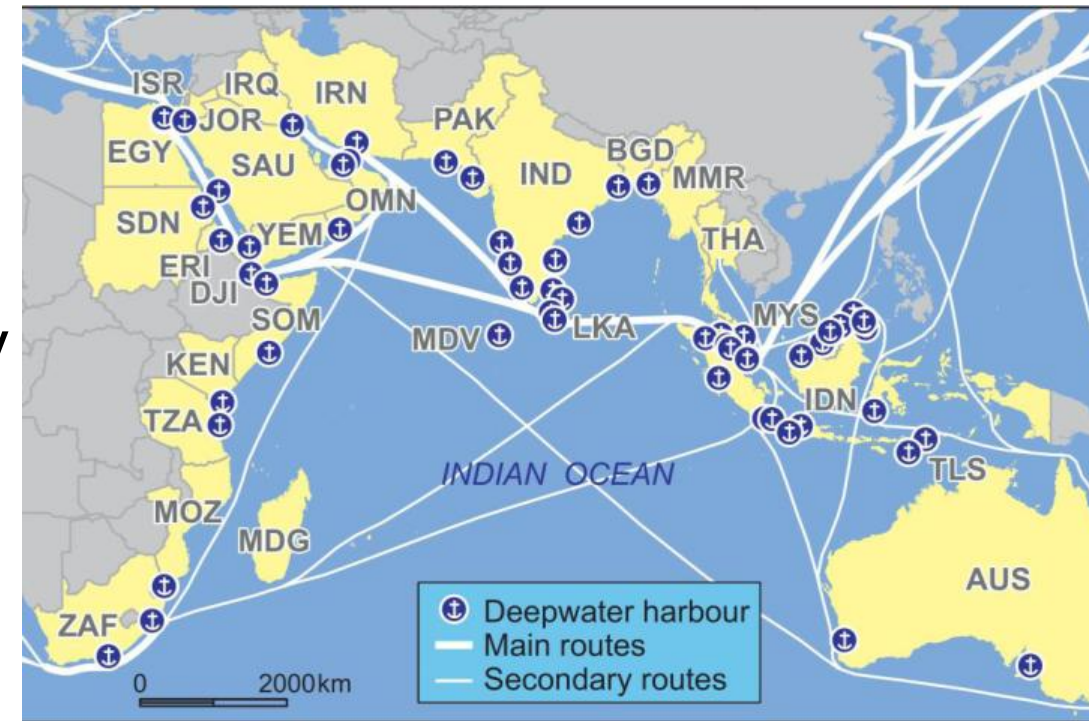 ISR
IRQ
IRN
JOR
PAK
EGY
SAU
IND
BGD
MMR
OMN
SDN
YEM
THA
ERI
DJI
SOM
MYS
MDV
LKA
KEN
IDN
TZA
INDIAN OCEAN
TLS
MOZ
MDG
AUS
ZAF
Deepwater harbour
Main routes
Secondary routes
0 2000km
y